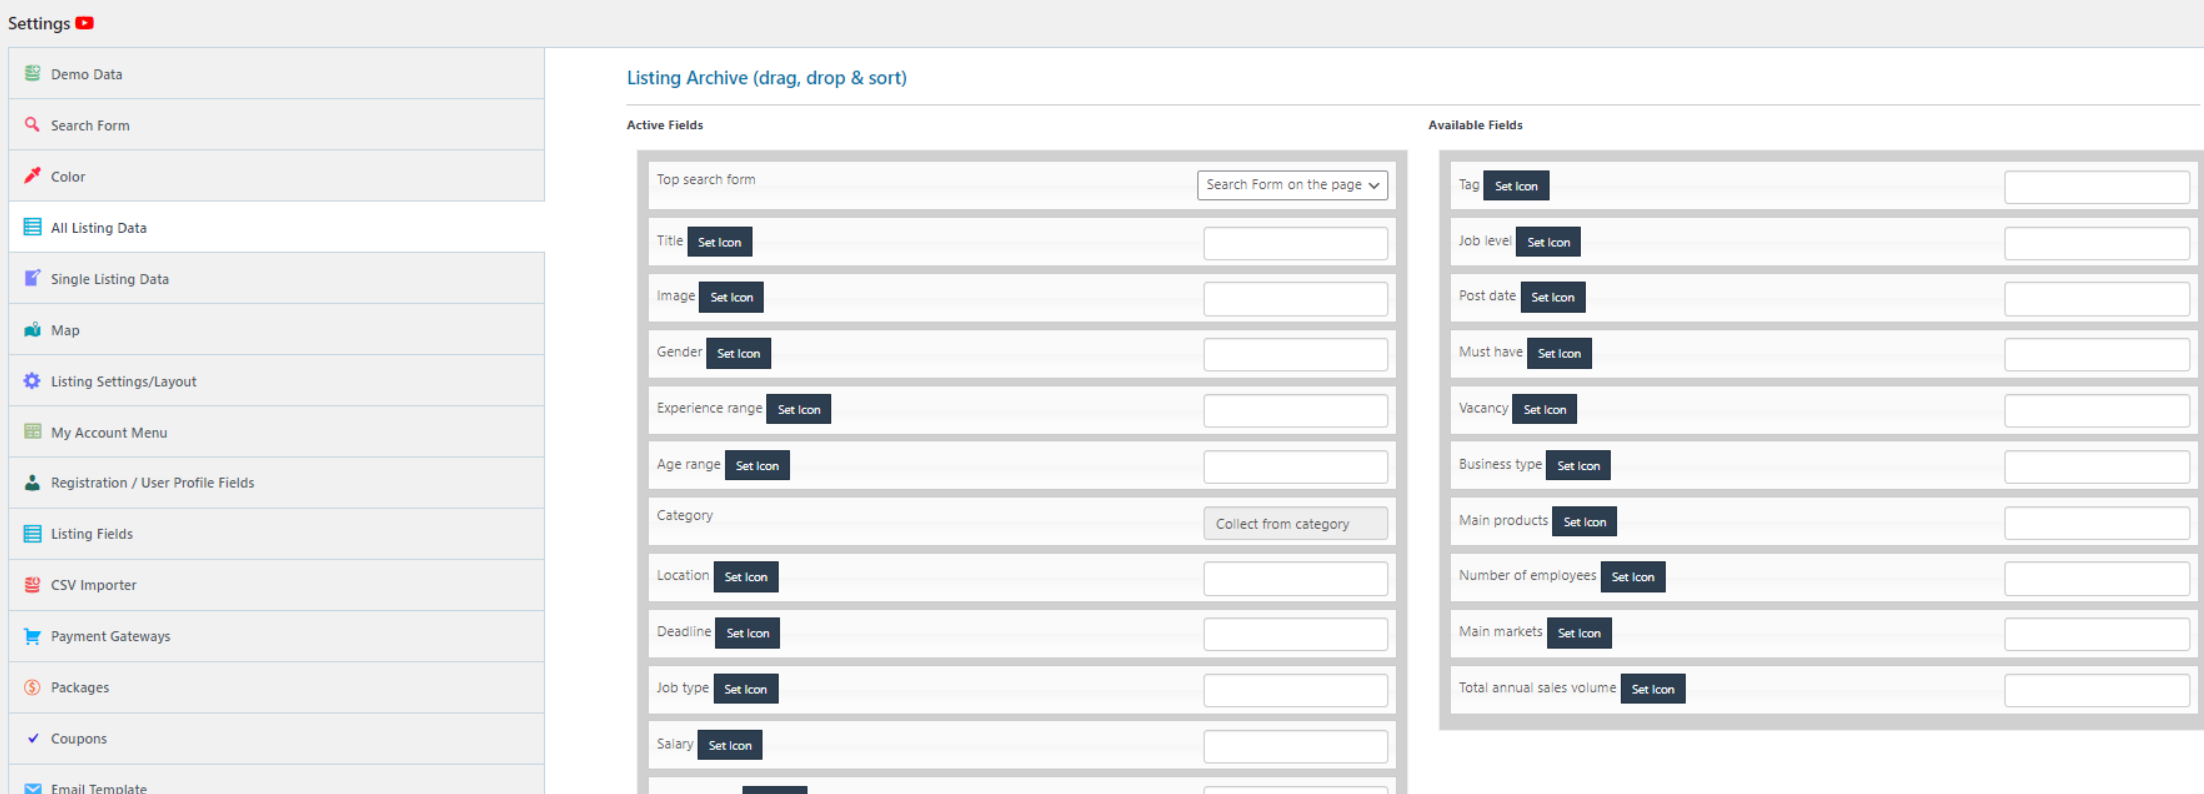 Settings
Demo Data
Search Form
Color
All Listing Data
Single Listing Data
Map
Listing Settings/Layout
My Account Menu
Registration / User Profile Fields
Listing Fields
CSV Importer
Payment Gateways
Packages
Coupons
Email Template
Listing Archive (drag, drop & sort)
Active Fields
Top search form Search Form on the page
Title Set Icon
Image Set Icon
Gender Set Icon
Experience range Set Icon
Age range Set Icon
Category Collect from category
Location Set Icon
Deadline Set Icon
Job type Set Icon
Salary Set Icon
Available Fields
Tag Set Icon
Job level Set Icon
Post date Set Icon
Must have Set Icon
Vacancy Set Icon
Business type Set Icon
Main products Set Icon
Number of employees Set Icon
Main markets Set Icon
Total annual sales volume Set Icon